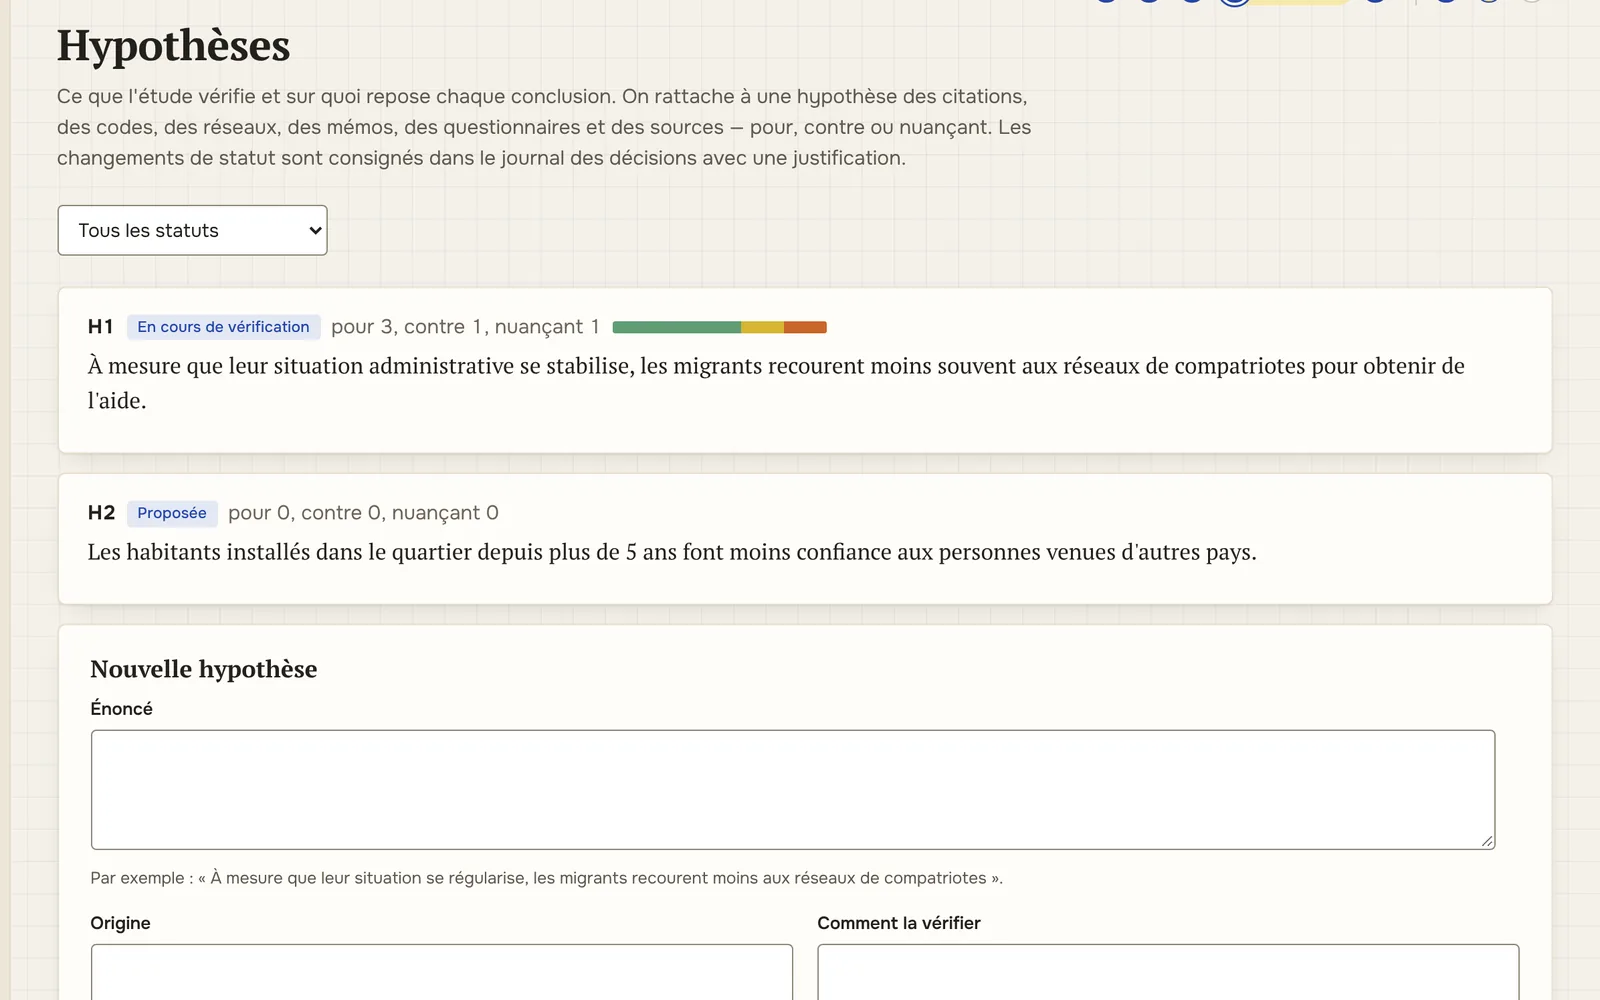 Hypothèses
Ce que l'étude vérifie et sur quoi repose chaque conclusion. On rattache à une hypothèse des citations,
des codes, des réseaux, des mémos, des questionnaires et des sources — pour, contre ou nuançant. Les
changements de statut sont consignés dans le journal des décisions avec une justification.
Tous les statuts
H1 En cours de vérification pour 3, contre 1, nuançant 1
À mesure que leur situation administrative se stabilise, les migrants recourent moins souvent aux réseaux de compatriotes pour obtenir de
l'aide.
H2 Proposée pour 0, contre 0, nuançant 0
Les habitants installés dans le quartier depuis plus de 5 ans font moins confiance aux personnes venues d'autres pays.
Nouvelle hypothèse
Énoncé
Par exemple : « À mesure que leur situation se régularise, les migrants recourent moins aux réseaux de compatriotes ».
Origine Comment la vérifier